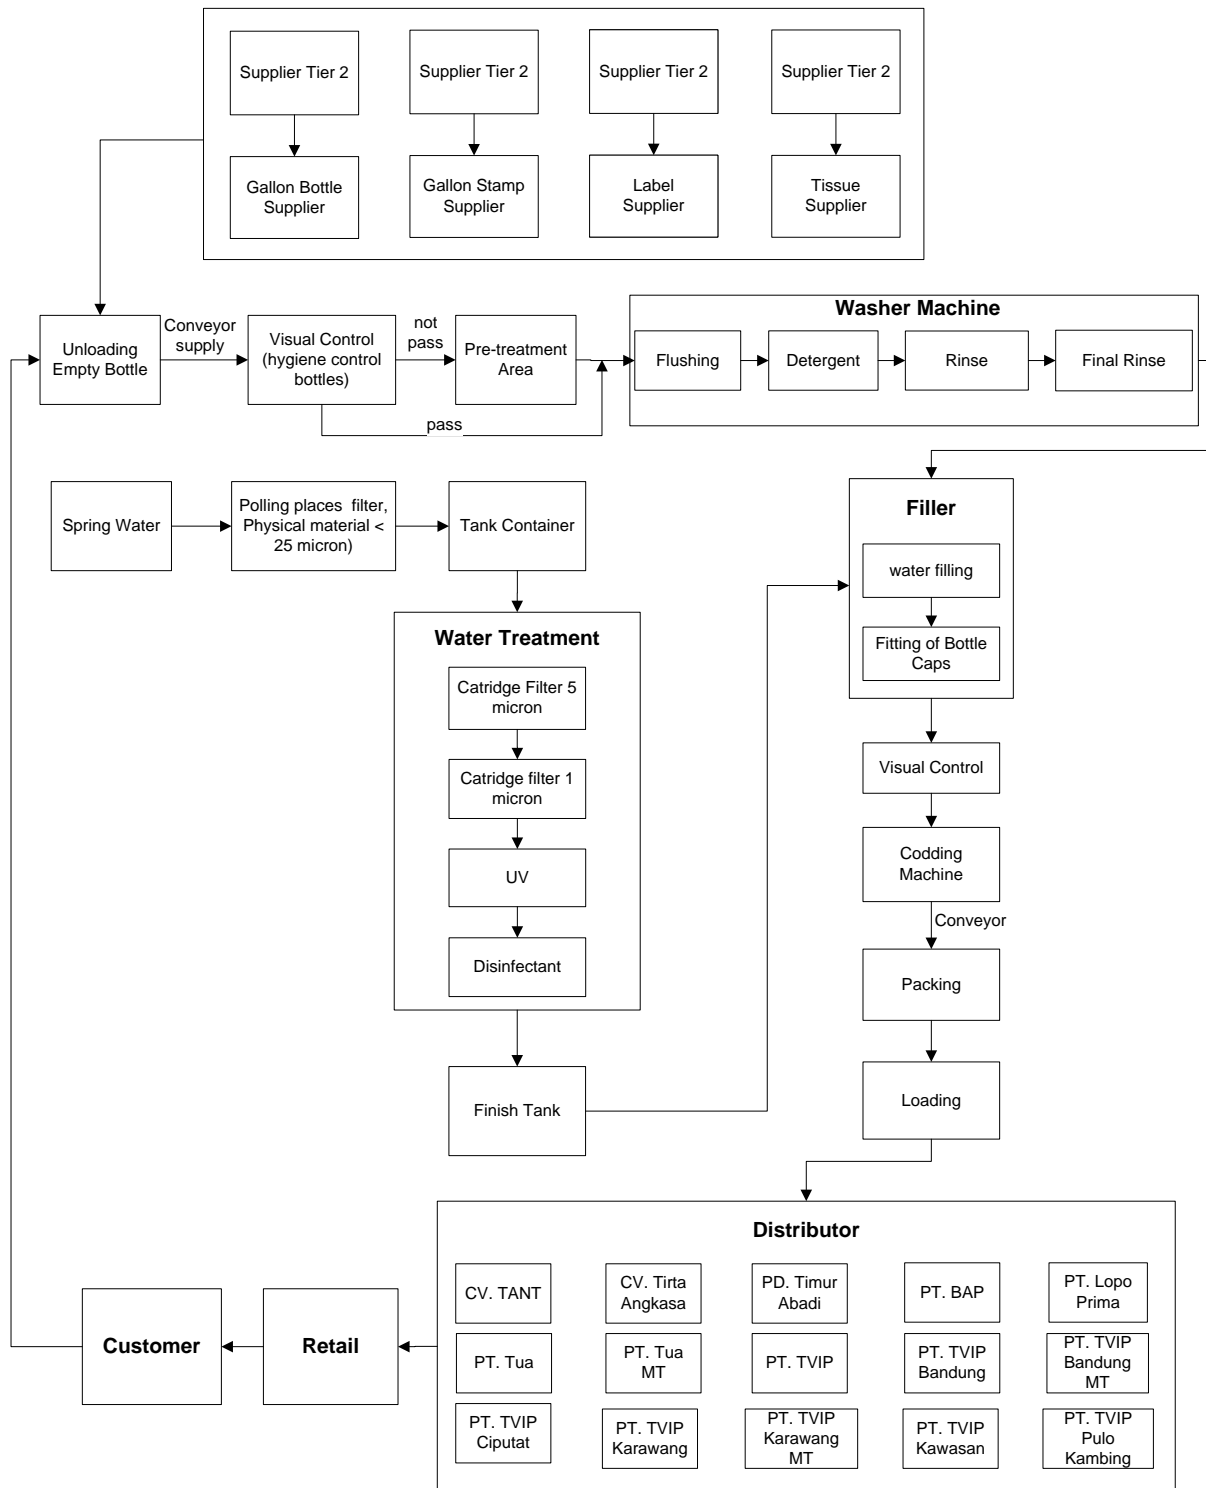 Supplier Tier 2
Supplier Tier 2
Supplier Tier 2
Supplier Tier 2
Gallon Bottle
Supplier
Gallon Stamp
Supplier
Label
Supplier
Tissue
Supplier
Unloading
Empty Bottle
Conveyor
supply
Visual Control
(hygiene control
bottles)
not
pass
pass
Pre-treatment
Area
Washer Machine
Flushing
Detergent
Rinse
Final Rinse
Spring Water
Polling places filter,
Physical material <
25 micron)
Tank Container
Water Treatment
Catridge Filter 5
micron
Catridge filter 1
micron
UV
Disinfectant
Finish Tank
Filler
water filling
Fitting of Bottle
Caps
Visual Control
Codding
Machine
Conveyor
Packing
Loading
Distributor
CV. TANT
CV. Tirta
Angkasa
PD. Timur
Abadi
PT. BAP
PT. Lopo
Prima
PT. Tua
PT. Tua
MT
PT. TVIP
PT. TVIP
Bandung
PT. TVIP
Bandung
MT
PT. TVIP
Ciputat
PT. TVIP
Karawang
PT. TVIP
Karawang
MT
PT. TVIP
Kawasan
PT. TVIP
Pulo
Kambing
Retail
Customer